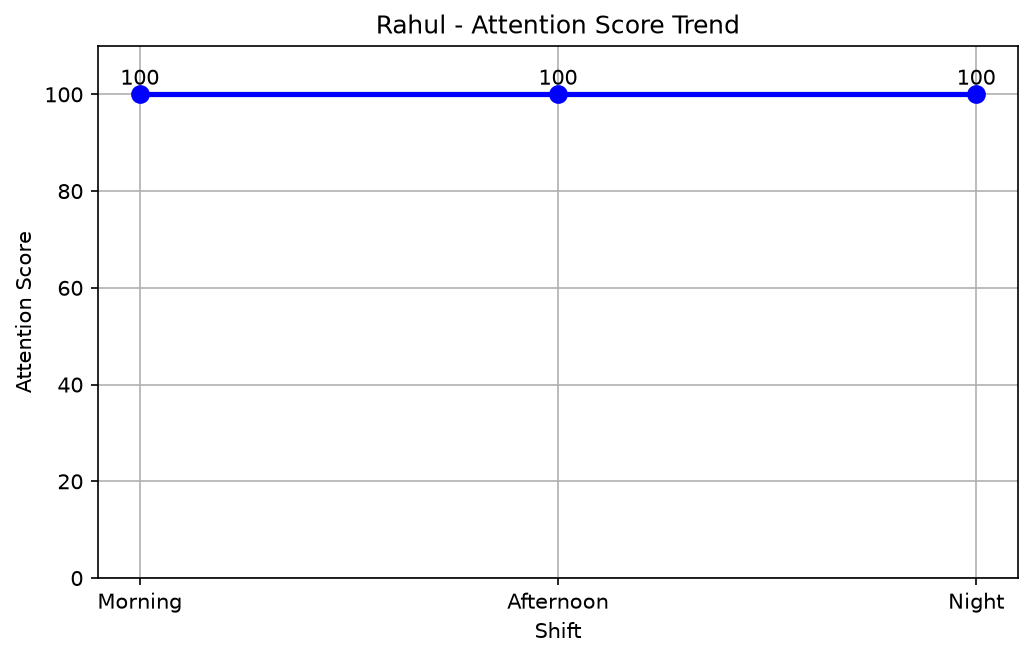 Rahul - Attention Score Trend
100 100 100
100
80
60
40
20
0
Attention Score
Morning Afternoon Night
Shift